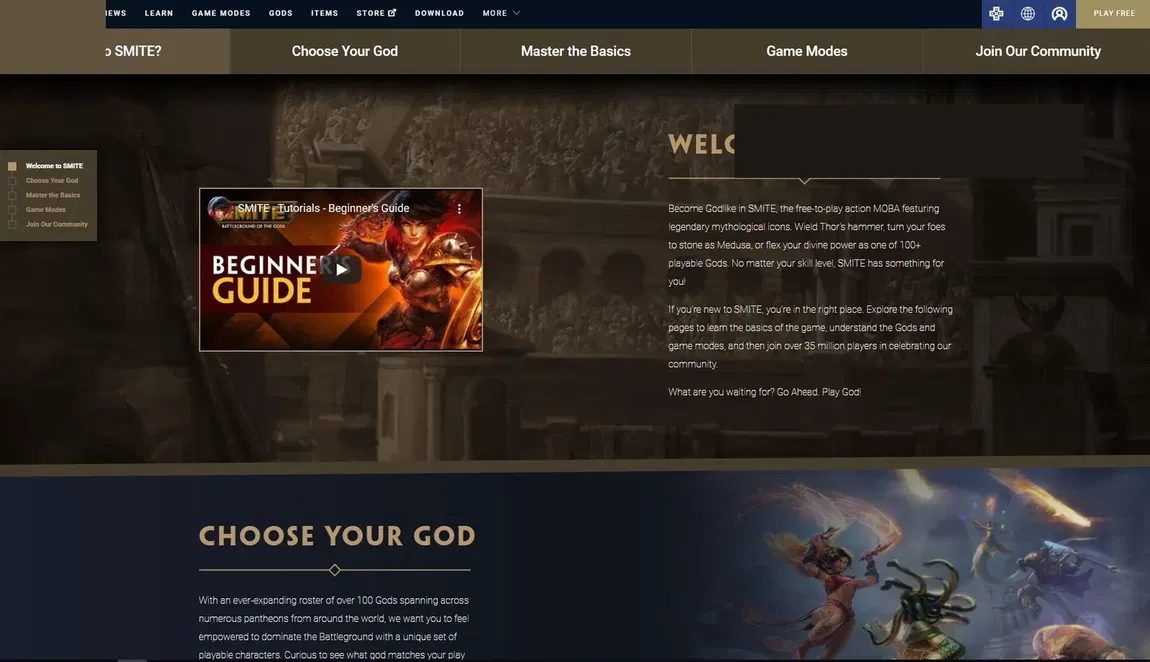 LEARN
GAME MODES
GODS
ITEMS
STORE
DOWNLOAD
MORE
PLAY FREE
SMITE?
Choose Your God
Master the Basics
Game Modes
Join Our Community
Welcome to SMITE
Choose Your God
Master the Basics
Game Modes
Join Our Community
SMITE - Tutorials - Beginner's Guide
SMITE
BATTLEGROUND OF THE GODS
BEGINNER'S
GUIDE
Become Godlike in SMITE, the free-to-play action MOBA featuring
legendary mythological icons. Wield Thor's hammer, turn your foes
to stone as Medusa, or flex your divine power as one of 100+
playable Gods. No matter your skill level, SMITE has something for
you!
If you're new to SMITE, you're in the right place. Explore the following
pages to learn the basics of the game, understand the Gods and
game modes, and then join over 35 million players in celebrating our
community.
What are you waiting for? Go Ahead. Play God!
CHOOSE YOUR GOD
With an ever-expanding roster of over 100 Gods spanning across
numerous pantheons from around the world, we want you to feel
empowered to dominate the Battleground with a unique set of
playable characters. Curious to see what god matches your play